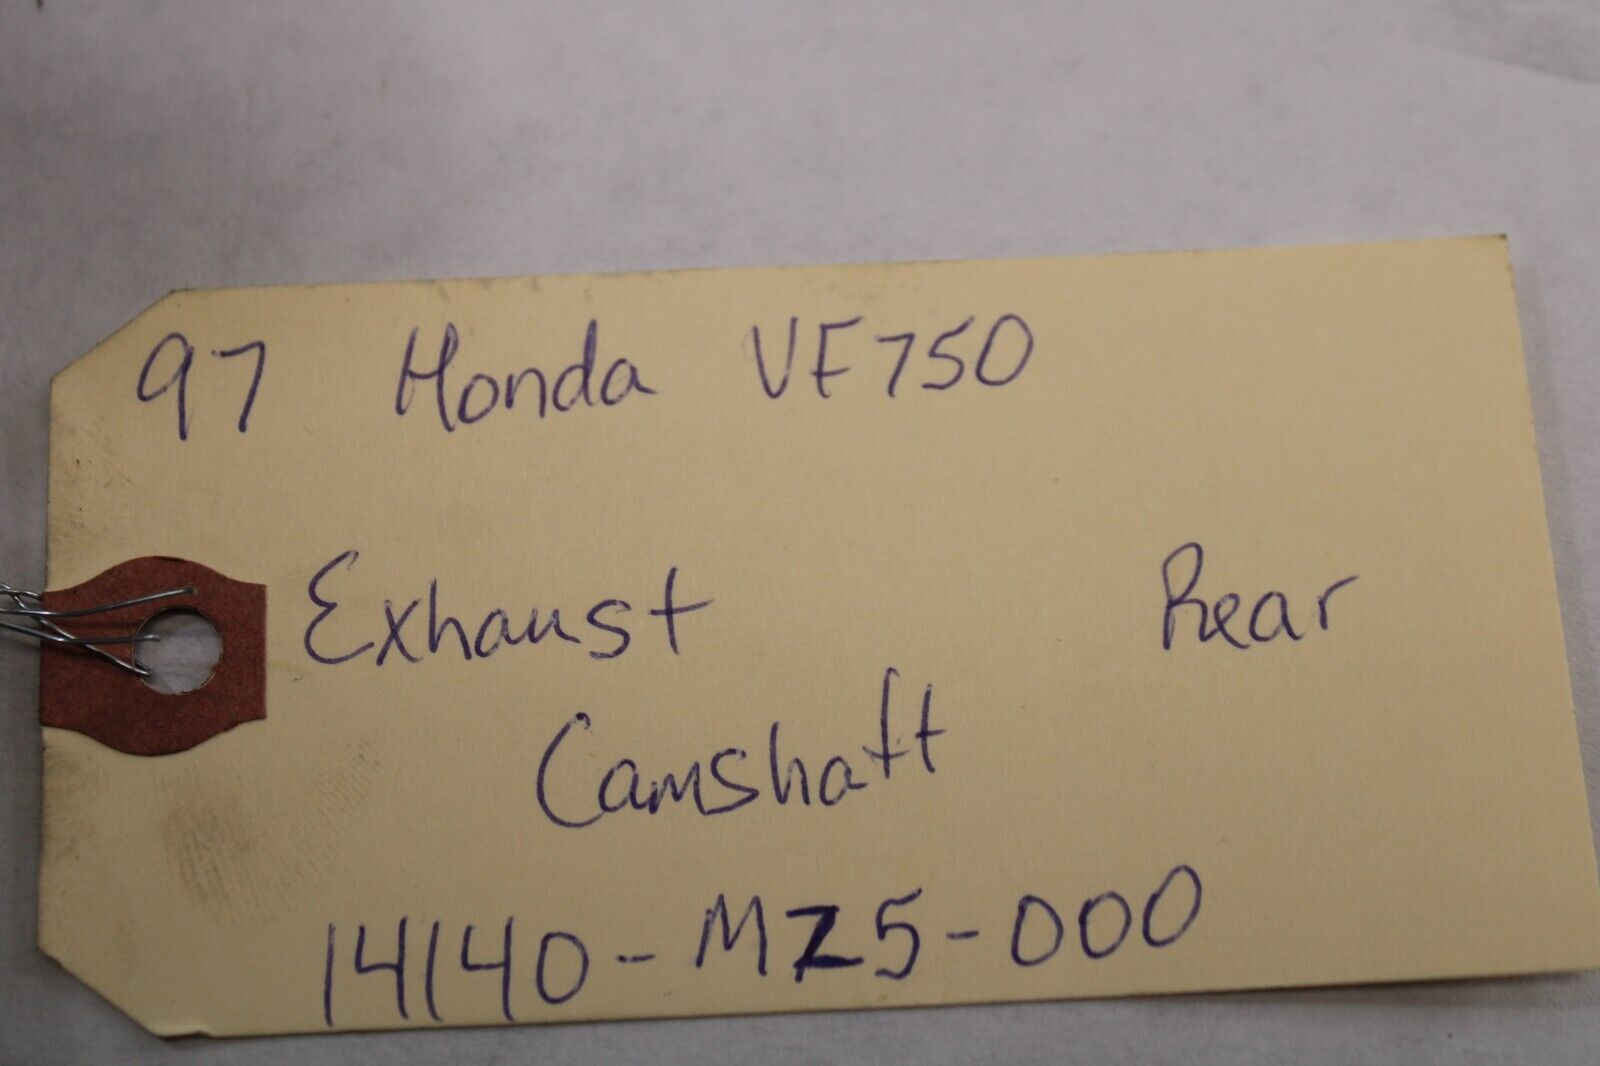 97 Honda VF750
Exhaust Rear
Camshaft
14140-MZ5-000